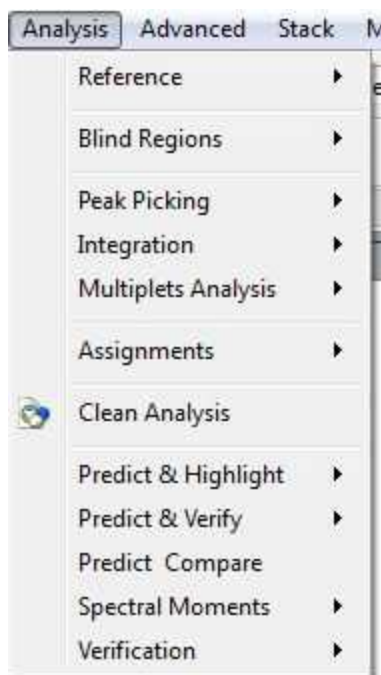 Analysis Advanced Stack M
Reference
Blind Regions
Peak Picking
Integration
Multiplets Analysis
Assignments
Clean Analysis
Predict & Highlight
Predict & Verify
Predict Compare
Spectral Moments
Verification